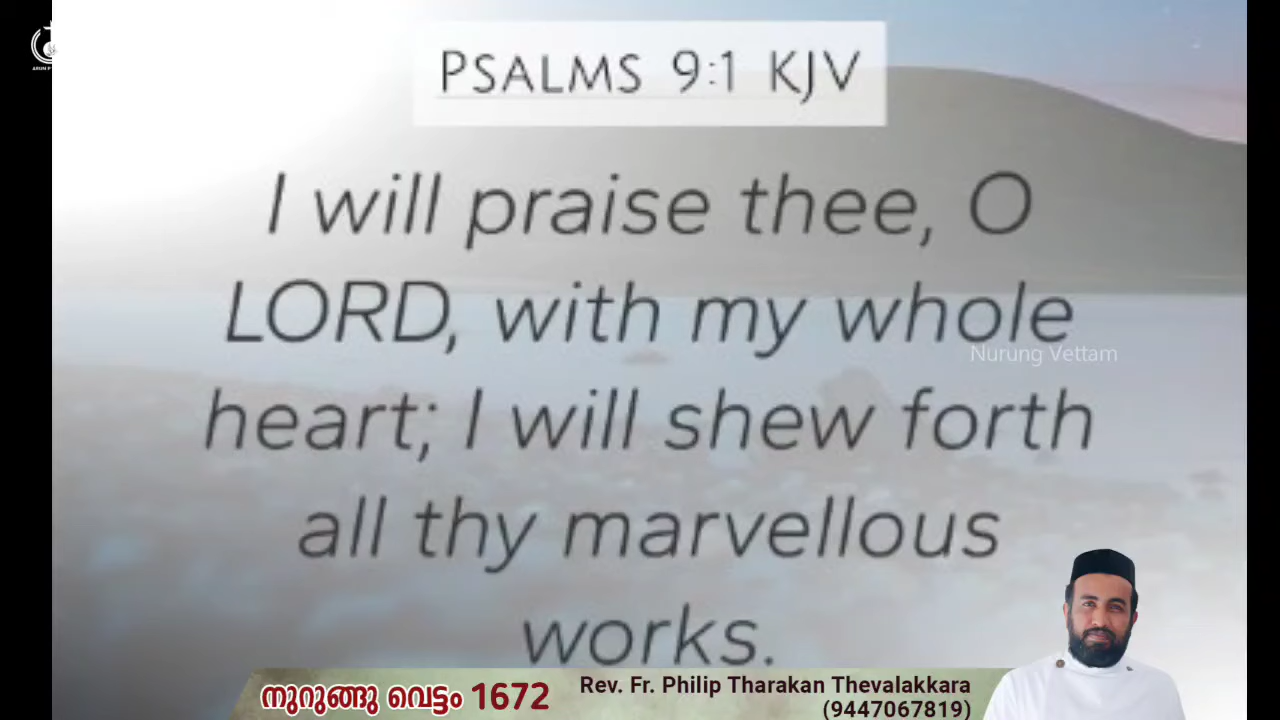 PSALMS 9:1 KJV
I will praise thee, O
LORD, with my whole
heart; I will shew forth
all thy marvellous
works.
Nurung Vettam
നുറുങ്ങു വെട്ടം 1672
Rev. Fr. Philip Tharakan Thevalakkara
(9447067819)